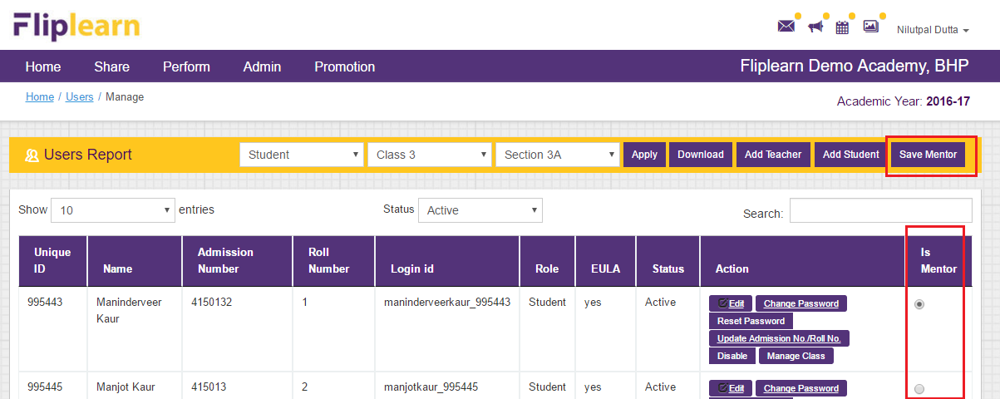 Fliplearn
Nilutpal Dutta
Home Share Perform Admin Promotion Fliplearn Demo Academy, BHP
Home / Users / Manage
Academic Year: 2016-17
Users Report Student Class 3 Section 3A Apply Download Add Teacher Add Student Save Mentor
Show 10 entries Status Active Search:
Unique ID Name Admission Number Roll Number Login id Role EULA Status Action Is Mentor
995443 Maninderveer Kaur 4150132 1 maninderveerkaur_995443 Student yes Active Edit Change Password
Reset Password
Update Admission No./Roll No.
Disable Manage Class
995445 Manjot Kaur 415013 2 manjotkaur_995445 Student yes Active Edit Change Password